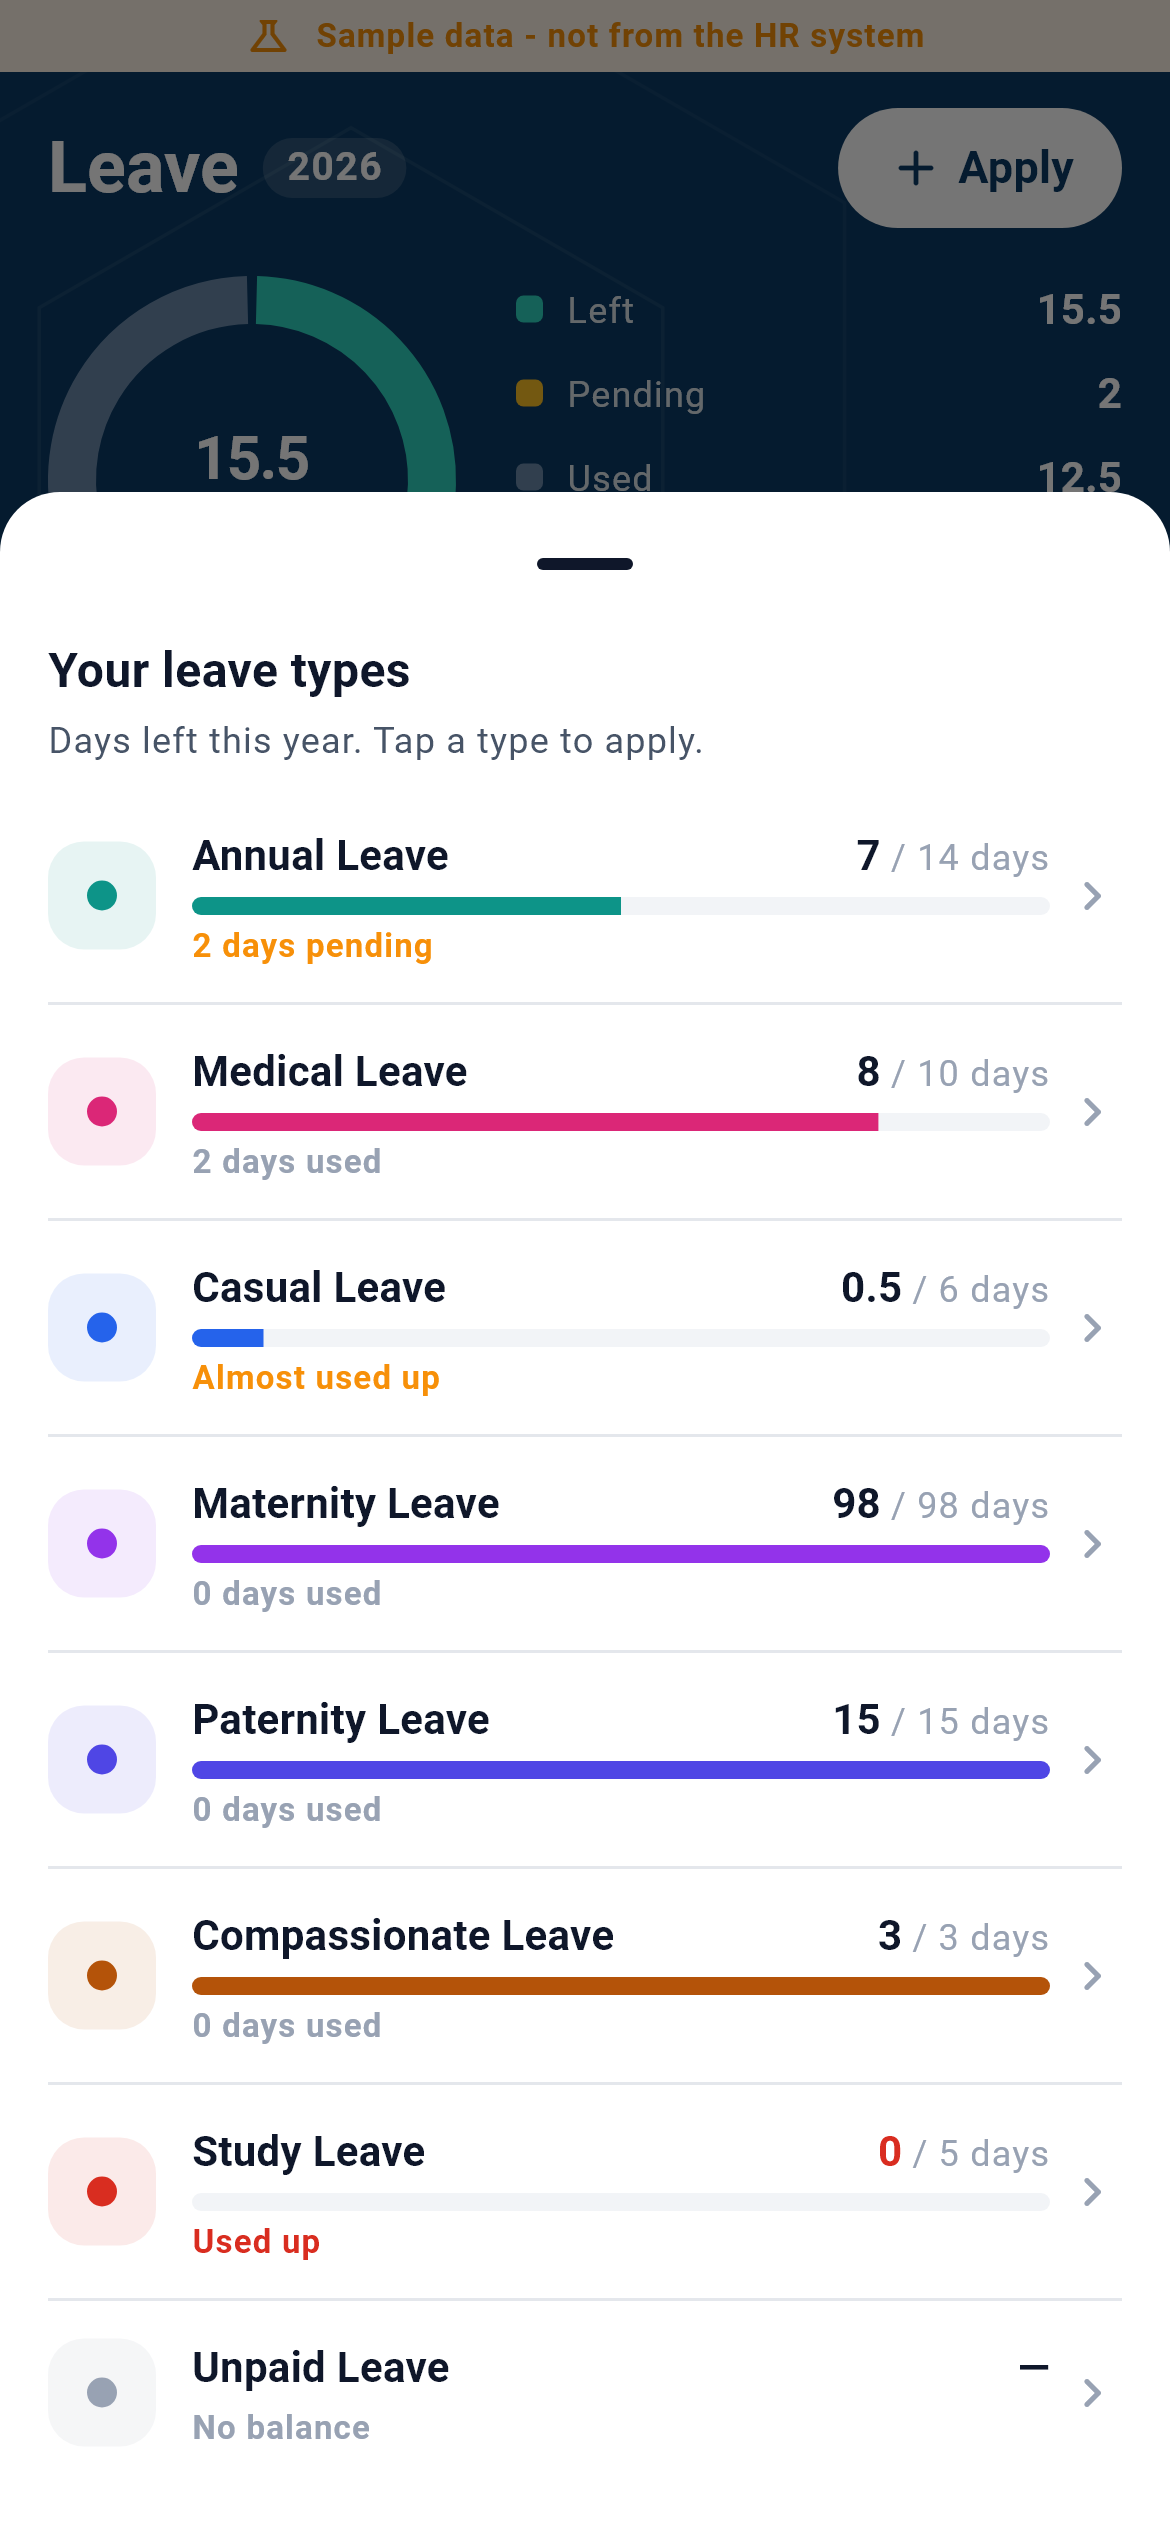 Sample data - not from the HR system
Leave 2026
+ Apply
Left 15.5
Pending 2
15.5
Used 12.5
Your leave types
Days left this year. Tap a type to apply.
Annual Leave 7 / 14 days
2 days pending
Medical Leave 8 / 10 days
2 days used
Casual Leave 0.5 / 6 days
Almost used up
Maternity Leave 98 / 98 days
0 days used
Paternity Leave 15 / 15 days
0 days used
Compassionate Leave 3 / 3 days
0 days used
Study Leave 0 / 5 days
Used up
Unpaid Leave –
No balance